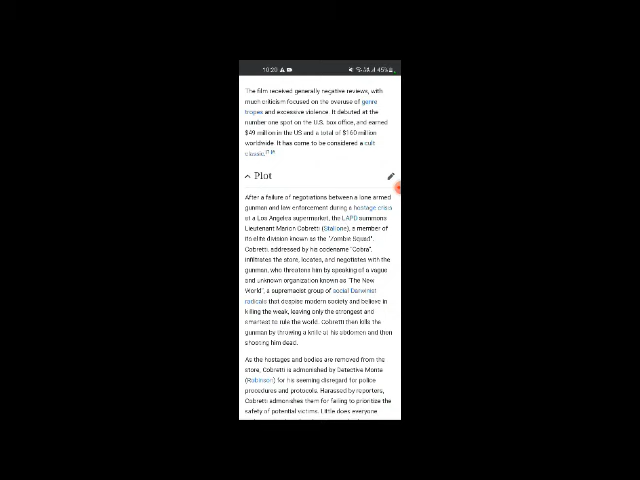 10:20
45%
The film received generally negative reviews, with
much criticism focused on the overuse of genre
tropes and excessive violence. It debuted at the
number one spot on the U.S. box office, and earned
$49 million in the US and a total of $160 million
worldwide. It has come to be considered a cult
classic.
Plot
After a failure of negotiations between a lone armed
gunman and law enforcement during a hostage crisis
at a Los Angeles supermarket, the LAPD summons
Lieutenant Marion Cobretti (Stallone), a member of
its elite division known as the "Zombie Squad".
Cobretti, addressed by his codename "Cobra",
infiltrates the store, locates, and negotiates with the
gunman, who threatens him by speaking of a vague
and unknown organization known as "The New
World", a supremacist group of social Darwinist
radicals that despise modern society and believe in
killing the weak, leaving only the strongest and
smartest to rule the world. Cobretti then kills the
gunman by throwing a knife at his abdomen and then
shooting him dead.
As the hostages and bodies are removed from the
store, Cobretti is admonished by Detective Monte
(Robinson) for his seeming disregard for police
procedures and protocols. Harassed by reporters,
Cobretti admonishes them for failing to prioritize the
safety of potential victims. Little does everyone